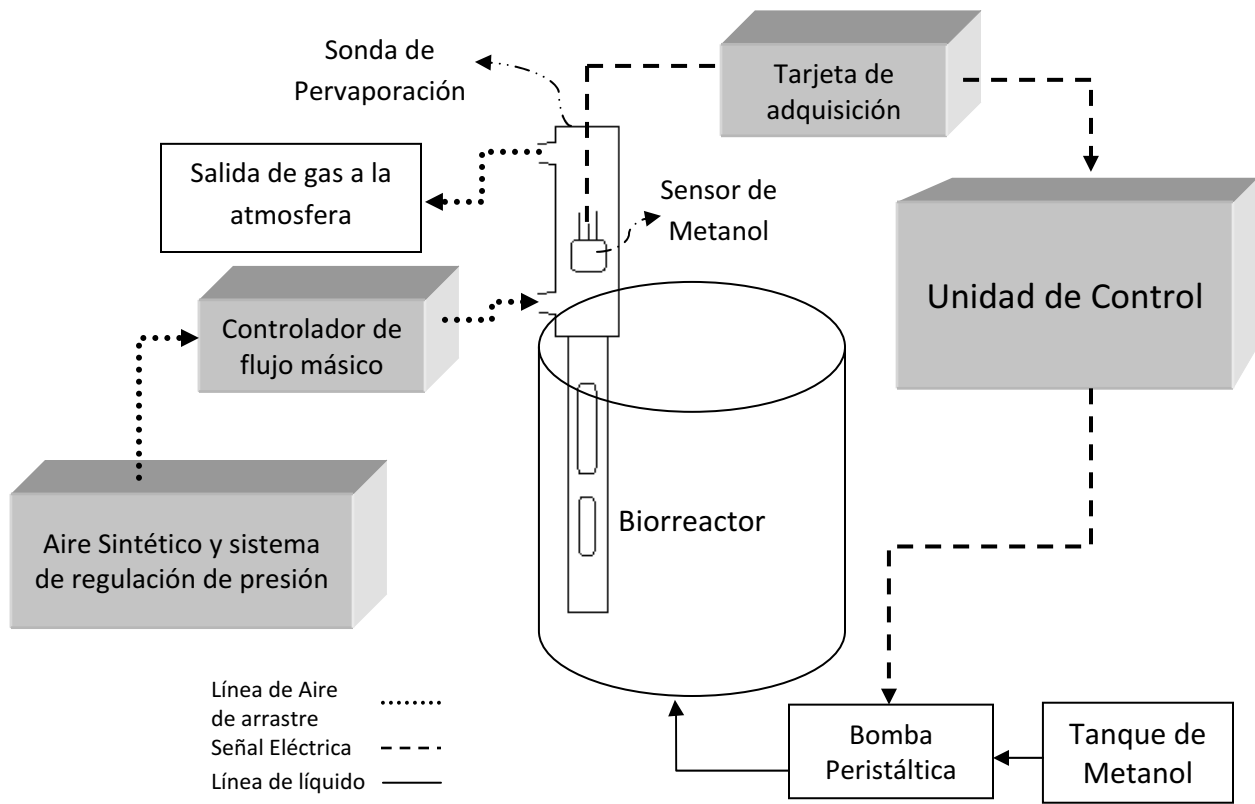 Sonda de
Pervaporación
Tarjeta de
adquisición
Salida de gas a la
atmosfera
Sensor de
Metanol
Unidad de Control
Controlador de
flujo másico
Aire Sintético y sistema
de regulación de presión
Biorreactor
Línea de Aire
de arrastre
Señal Eléctrica
Línea de líquido
Bomba
Peristáltica
Tanque de
Metanol